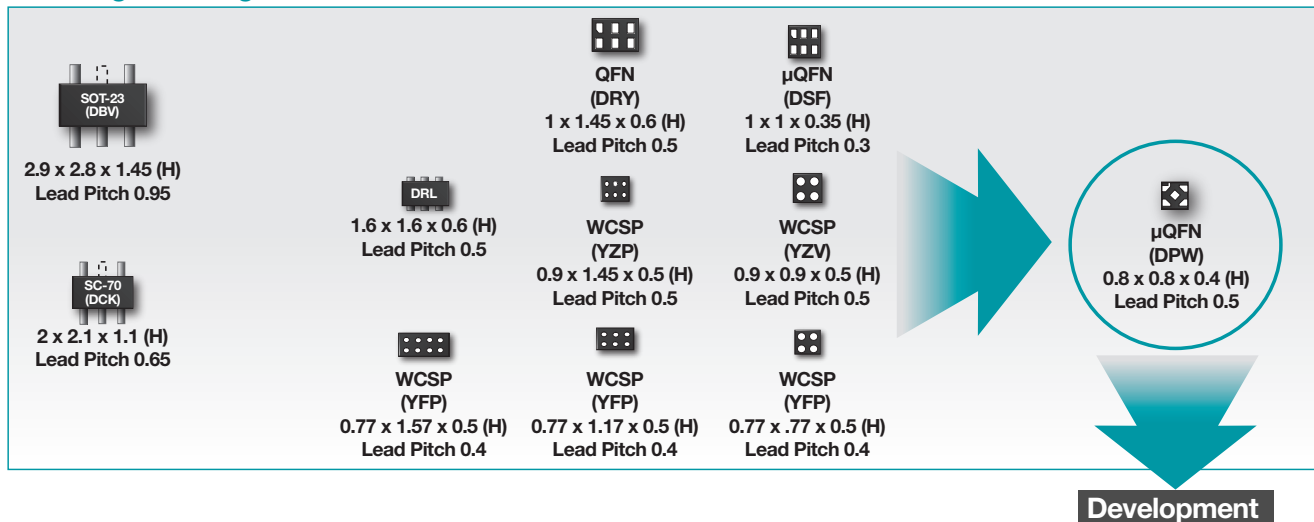 SOT-23
(DBV)
2.9 x 2.8 x 1.45 (H)
Lead Pitch 0.95
SC-70
(DCK)
2 x 2.1 x 1.1 (H)
Lead Pitch 0.65
DRL
1.6 x 1.6 x 0.6 (H)
Lead Pitch 0.5
WCSP
(YFP)
0.77 x 1.57 x 0.5 (H)
Lead Pitch 0.4
QFN
(DRY)
1 x 1.45 x 0.6 (H)
Lead Pitch 0.5
WCSP
(YZP)
0.9 x 1.45 x 0.5 (H)
Lead Pitch 0.5
WCSP
(YFP)
0.77 x 1.17 x 0.5 (H)
Lead Pitch 0.4
µQFN
(DSF)
1 x 1 x 0.35 (H)
Lead Pitch 0.3
WCSP
(YZV)
0.9 x 0.9 x 0.5 (H)
Lead Pitch 0.5
WCSP
(YFP)
0.77 x .77 x 0.5 (H)
Lead Pitch 0.4
µQFN
(DPW)
0.8 x 0.8 x 0.4 (H)
Lead Pitch 0.5
Development